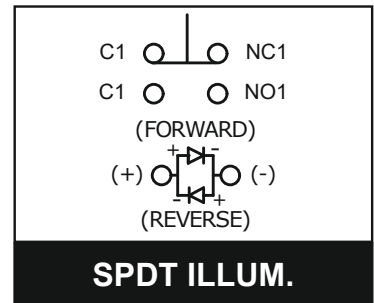 C1 NC1
C1 NO1
(FORWARD)
+ -
(+) (-)
- +
(REVERSE)
SPDT ILLUM.